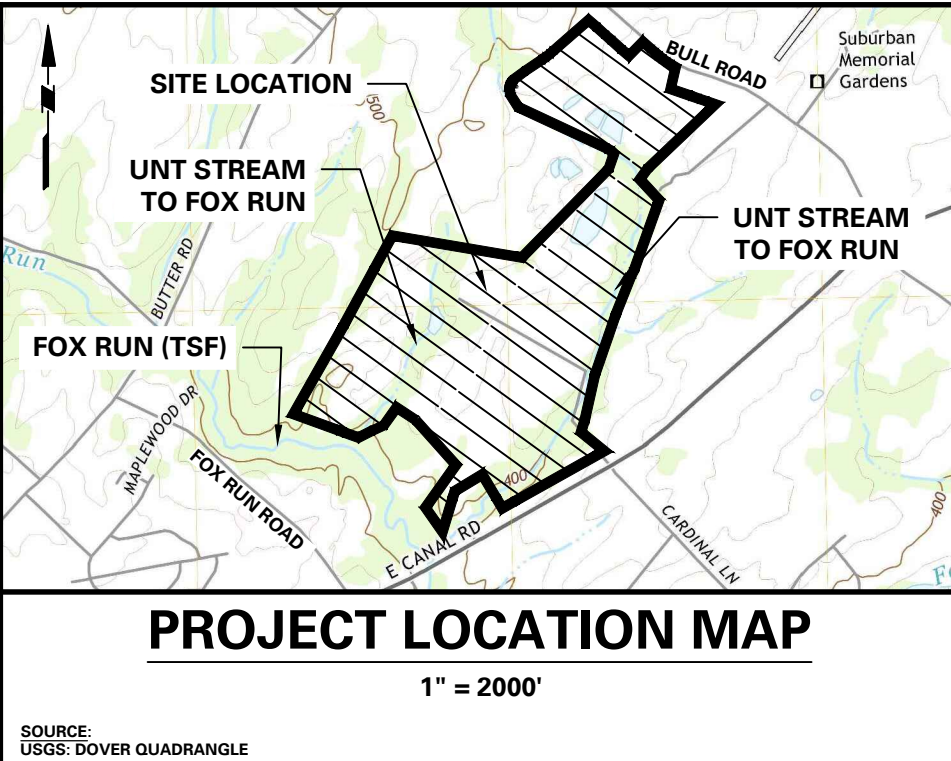 Suburban
Memorial
Gardens
BULL ROAD
SITE LOCATION
500
UNT STREAM
TO FOX RUN
UNT STREAM
TO FOX RUN
Run
BUTTER RD
FOX RUN (TSF)
MAPLEWOOD DR
FOX RUN ROAD
400
E CANAL RD
CARDINAL LN
400
PROJECT LOCATION MAP
1" = 2000'
SOURCE:
USGS: DOVER QUADRANGLE